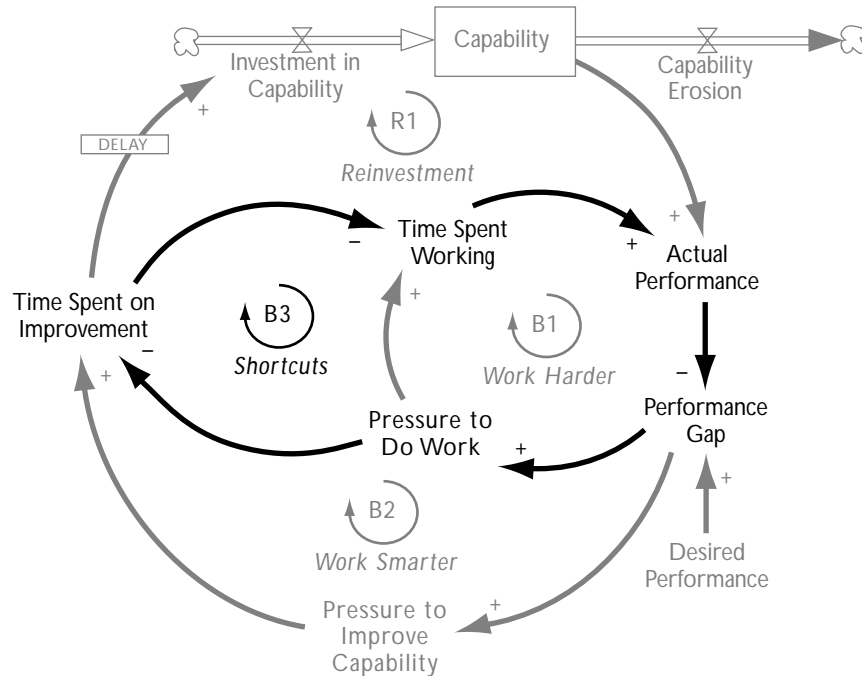 Investment in
Capability
Capability
Capability
Erosion
+
DELAY
R1
Reinvestment
Time Spent
Working
–
+
+
Actual
Performance
Time Spent on
Improvement
B3
Shortcuts
+
B1
Work Harder
–
+
–
Performance
Gap
Pressure to
Do Work
+
+
B2
Work Smarter
Desired
Performance
+
Pressure to
Improve
Capability